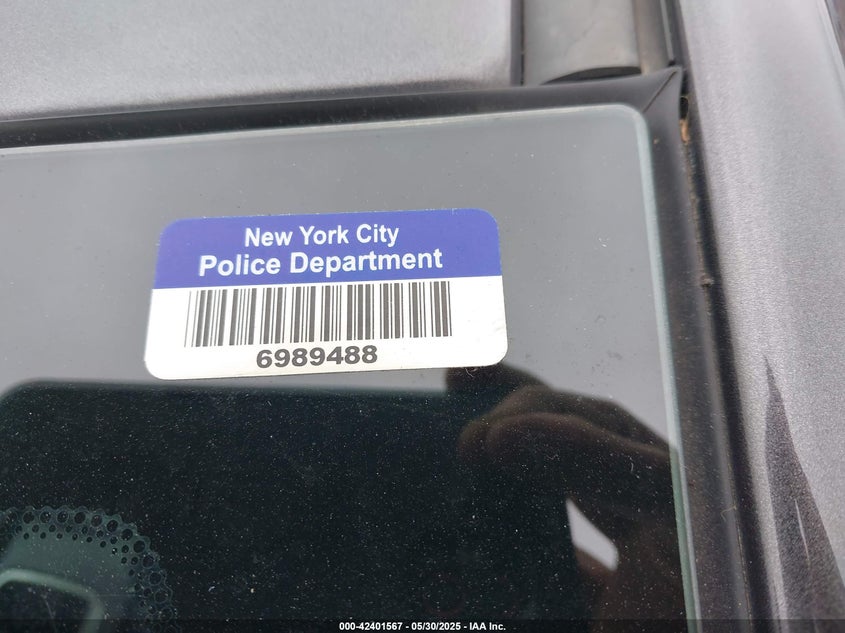 New York City
Police Department
6989488
000-42401567 - 05/30/2025 - IAA Inc.